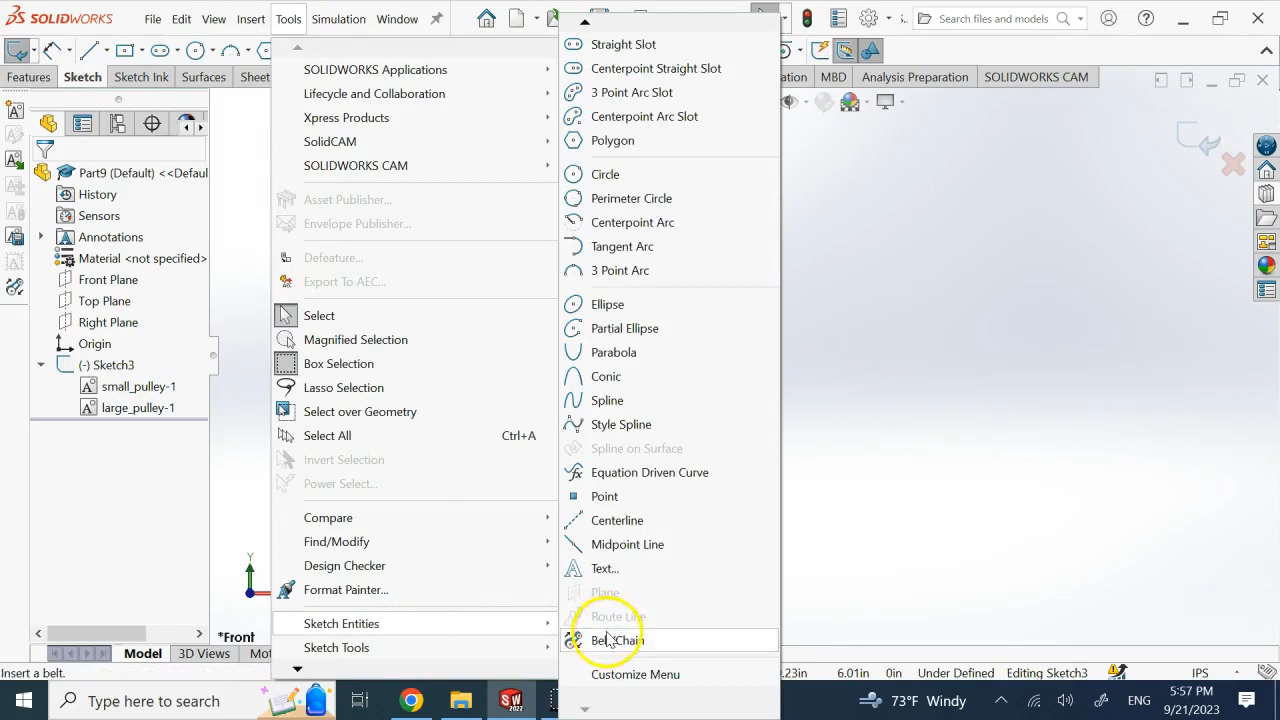 SOLIDWORKS File Edit View Insert Tools Simulation Window Search files and models
Features Sketch Sketch Ink Surfaces Sheet MBD Analysis Preparation SOLIDWORKS CAM
Part9 (Default) <<Defaul
History
Sensors
Annotations
Material <not specified>
Front Plane
Top Plane
Right Plane
Origin
(-) Sketch3
small_pulley-1
large_pulley-1
SOLIDWORKS Applications
Lifecycle and Collaboration
Xpress Products
SolidCAM
SOLIDWORKS CAM
Asset Publisher...
Envelope Publisher...
Defeature...
Export To AEC...
Select
Magnified Selection
Box Selection
Lasso Selection
Select over Geometry
Select All Ctrl+A
Invert Selection
Power Select...
Compare
Find/Modify
Design Checker
Format Painter...
Sketch Entities
Sketch Tools
Straight Slot
Centerpoint Straight Slot
3 Point Arc Slot
Centerpoint Arc Slot
Polygon
Circle
Perimeter Circle
Centerpoint Arc
Tangent Arc
3 Point Arc
Ellipse
Partial Ellipse
Parabola
Conic
Spline
Style Spline
Spline on Surface
Equation Driven Curve
Point
Centerline
Midpoint Line
Text...
Plane
Route Line
Belt/Chain
Customize Menu
Y
*Front
Model 3D Views
Insert a belt. 6.01in 0in Under Defined Editing Sketch3 IPS
Type here to search
SW
2022
73°F Windy ENG
5:57 PM
9/21/2023